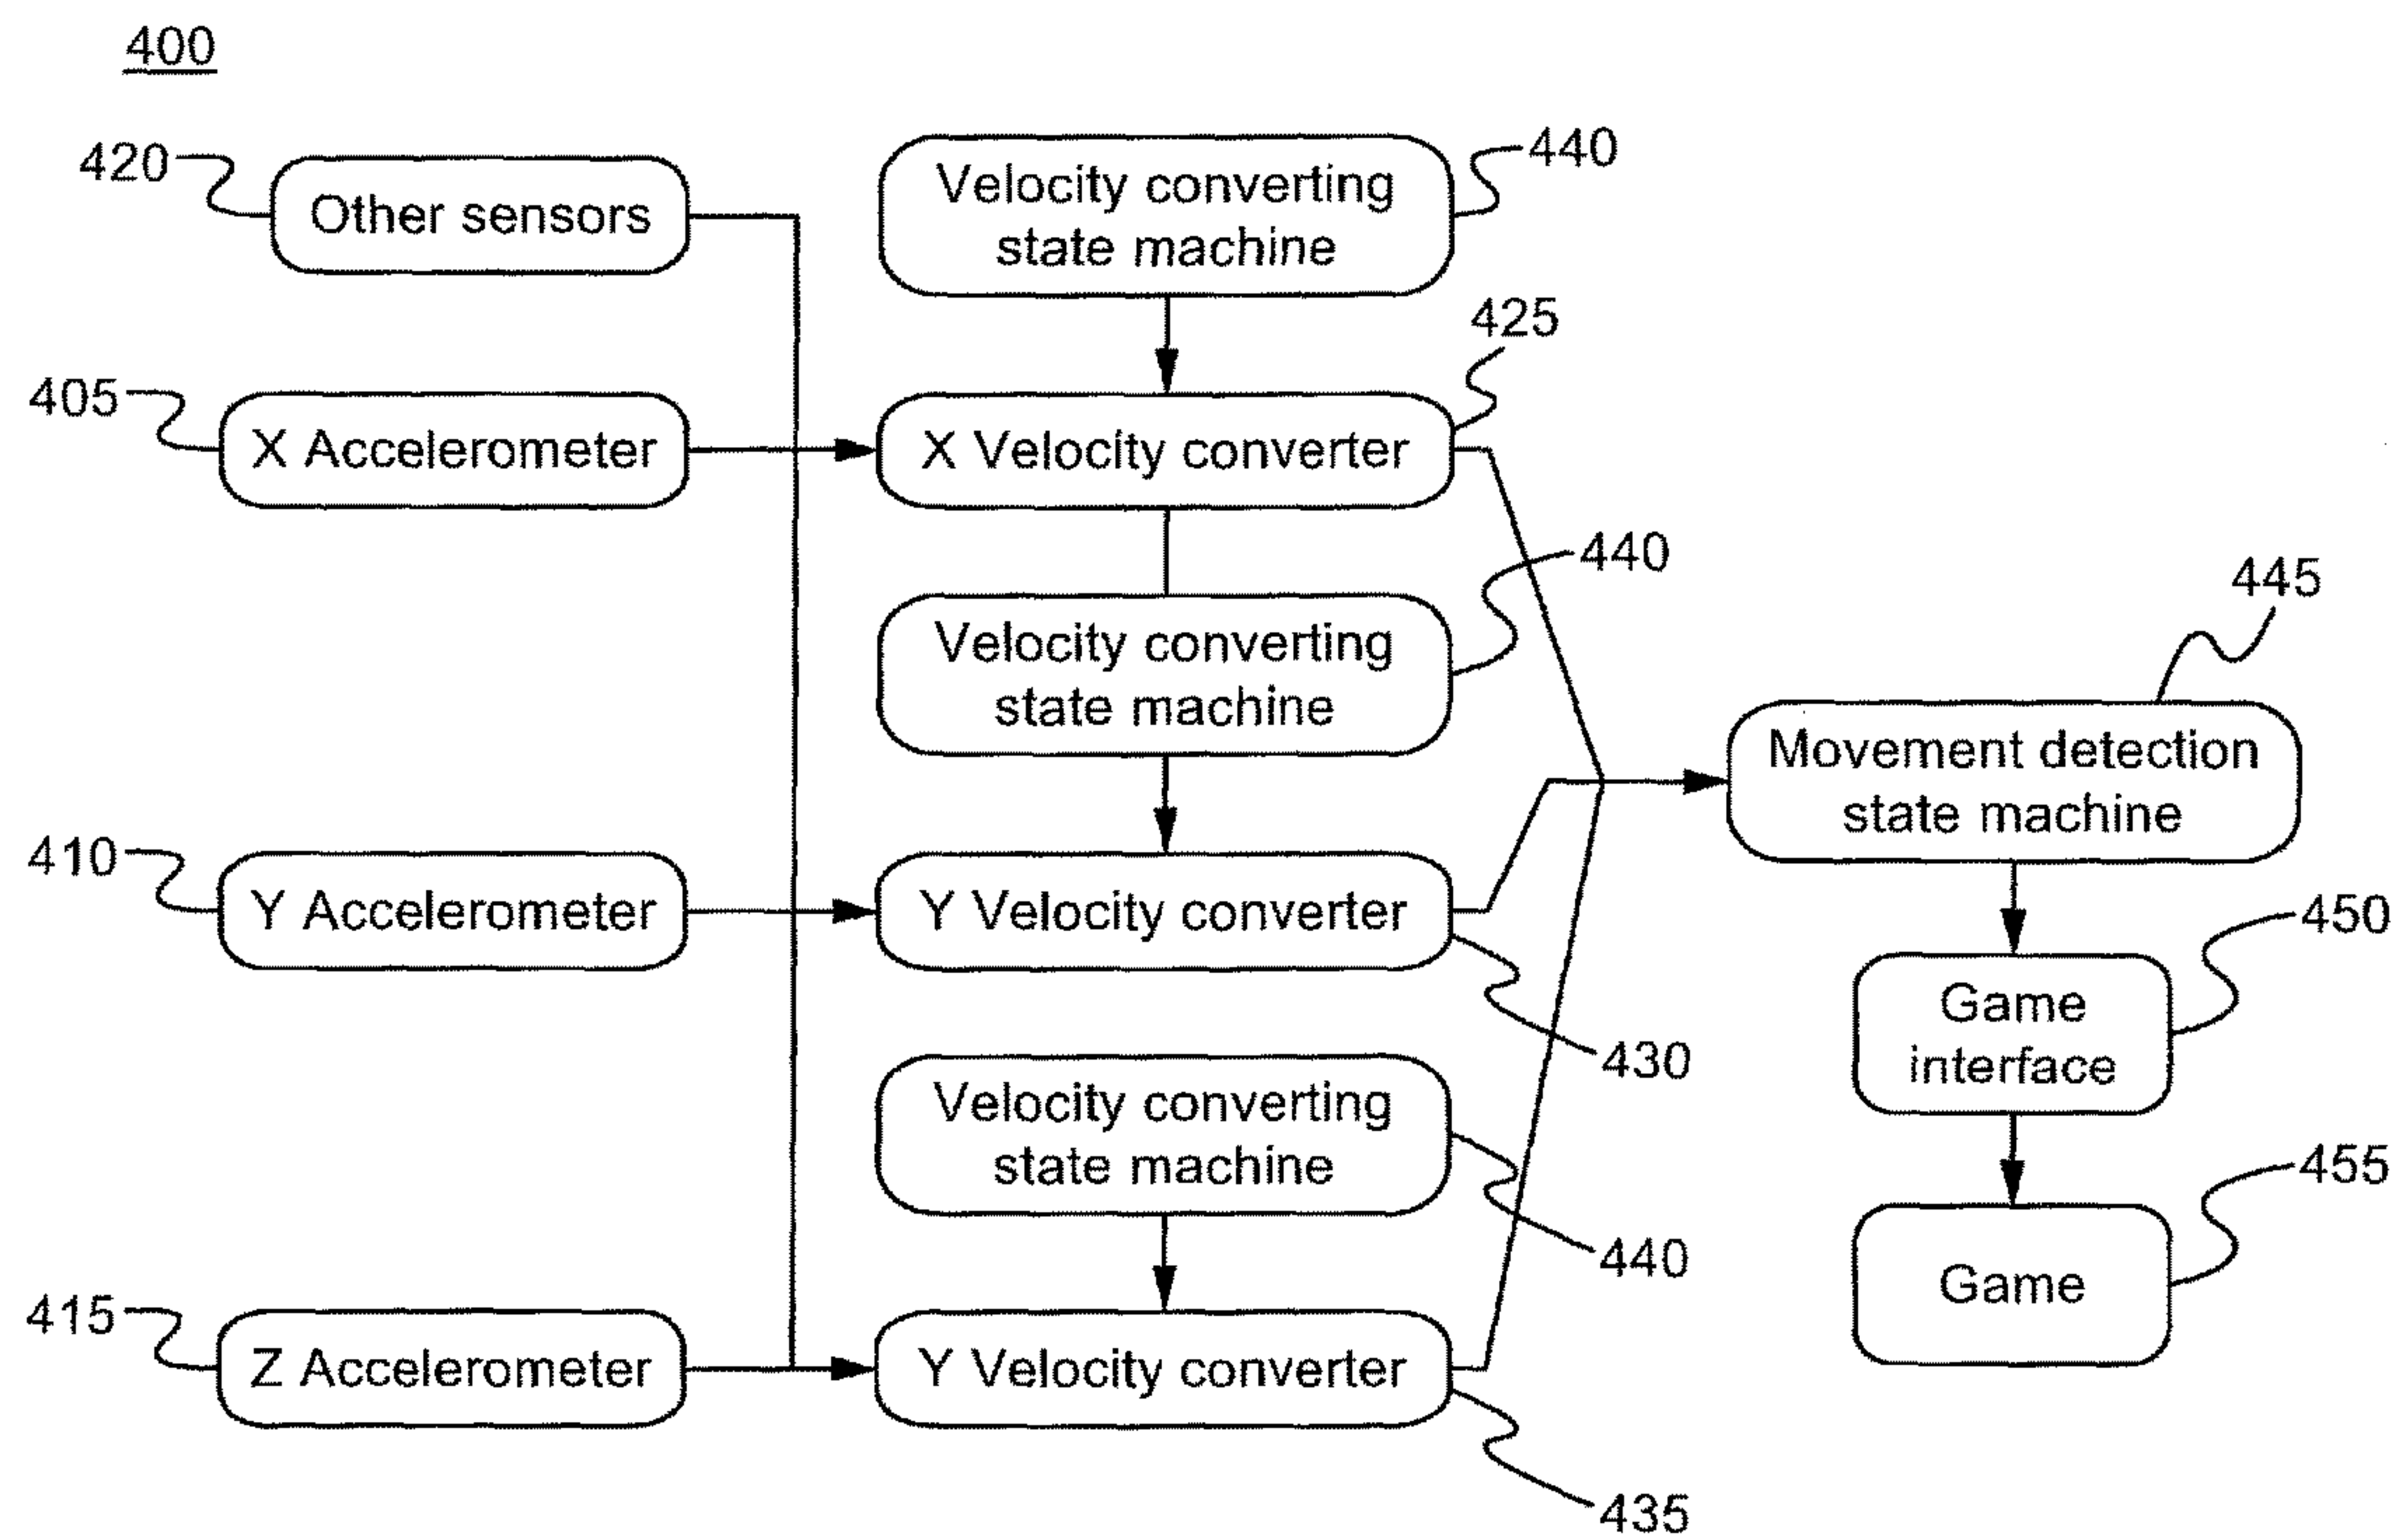 400
420
Other sensors
Velocity converting
state machine
440
405
X Accelerometer
X Velocity converter
425
Velocity converting
state machine
440
445
Movement detection
state machine
410
Y Accelerometer
Y Velocity converter
430
450
Game
interface
Velocity converting
state machine
440
455
Game
415
Z Accelerometer
Y Velocity converter
435